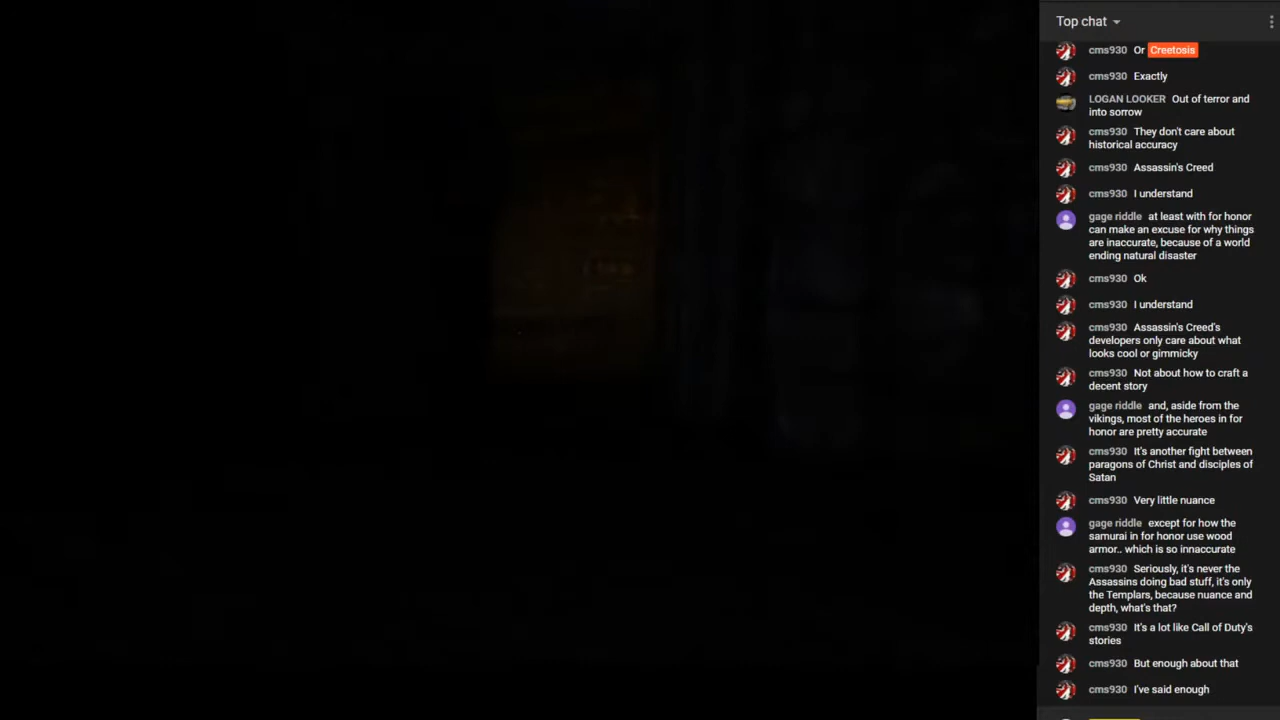 Top chat
cms930 Or Creetosis
cms930 Exactly
LOGAN LOOKER Out of terror and
into sorrow
cms930 They don't care about
historical accuracy
cms930 Assassin's Creed
cms930 I understand
gage riddle at least with for honor
can make an excuse for why things
are inaccurate, because of a world
ending natural disaster
cms930 Ok
cms930 I understand
cms930 Assassin's Creed's
developers only care about what
looks cool or gimmicky
cms930 Not about how to craft a
decent story
gage riddle and, aside from the
vikings, most of the heroes in for
honor are pretty accurate
cms930 It's another fight between
paragons of Christ and disciples of
Satan
cms930 Very little nuance
gage riddle except for how the
samurai in for honor use wood
armor.. which is so innaccurate
cms930 Seriously, it's never the
Assassins doing bad stuff, it's only
the Templars, because nuance and
depth, what's that?
cms930 It's a lot like Call of Duty's
stories
cms930 But enough about that
cms930 I've said enough